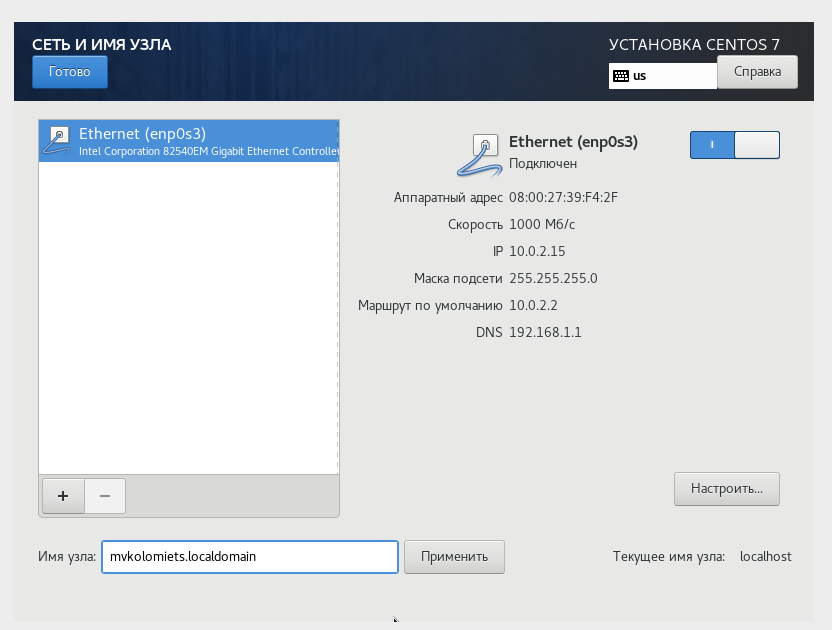 СЕТЬ И ИМЯ УЗЛА
УСТАНОВКА CENTOS 7
Готово
us
Справка
Ethernet (enp0s3)
Intel Corporation 82540EM Gigabit Ethernet Controlle
Ethernet (enp0s3)
Подключен
Аппаратный адрес 08:00:27:39:F4:2F
Скорость 1000 Мб/с
IP 10.0.2.15
Маска подсети 255.255.255.0
Маршрут по умолчанию 10.0.2.2
DNS 192.168.1.1
+ −
Настроить...
Имя узла: mvkolomiets.localdomain Применить Текущее имя узла: localhost